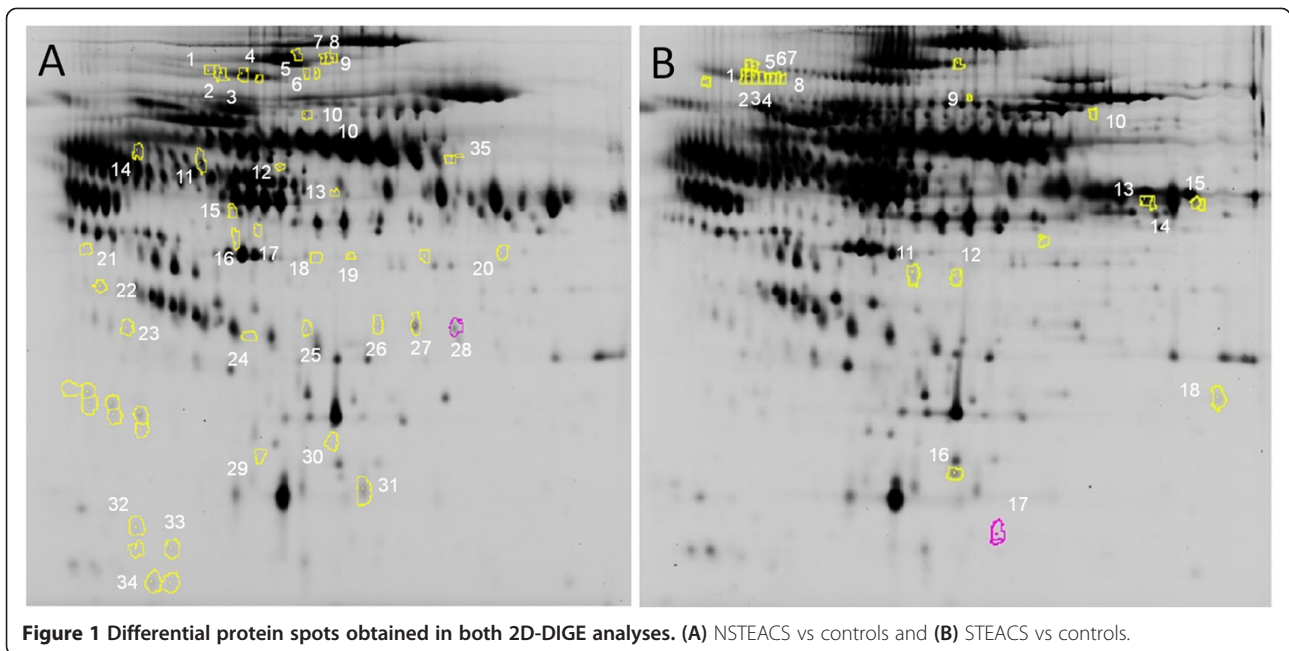 A
1 4 7 8
5 9
2 3 6
10
10
14 11 12 35
13
15
16 17 18 19 20
21
22
23
24 25 26 27 28
29 30
31
32 33
34
B
1 5 6 7
2 3 4 8
9
10
13 15
14
11 12
18
16
17
Figure 1 Differential protein spots obtained in both 2D-DIGE analyses. (A) NSTEACS vs controls and (B) STEACS vs controls.